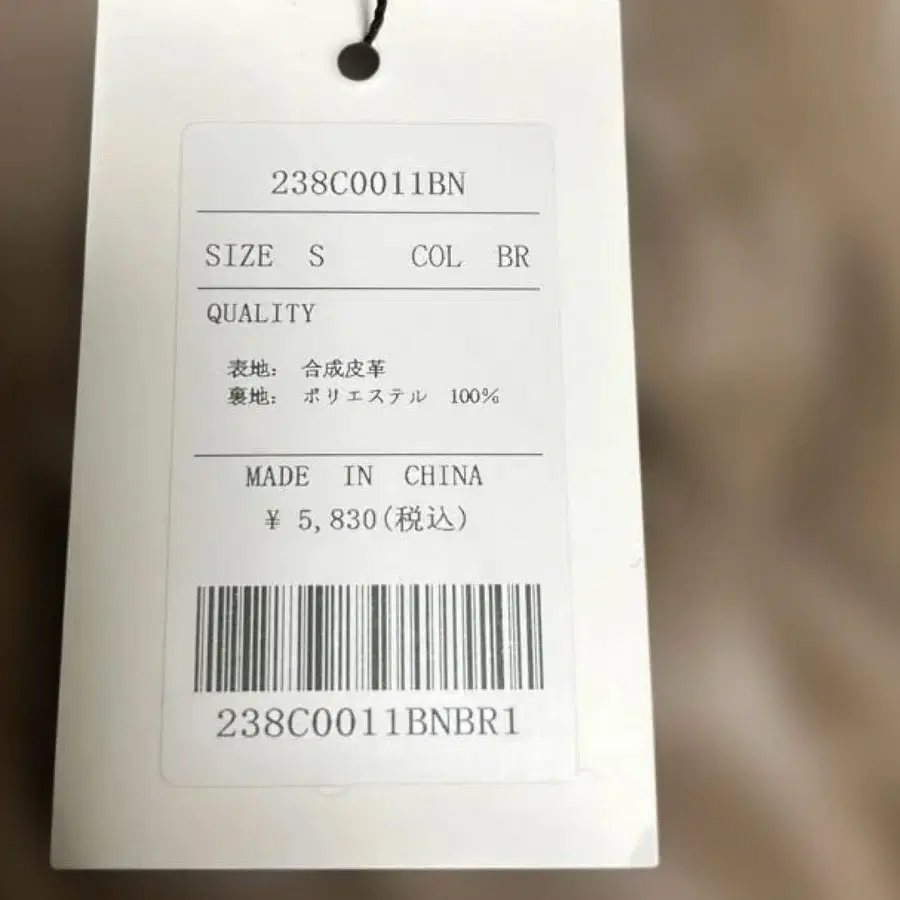 238C0011BN
SIZE S COL BR
QUALITY
表地： 合成皮革
裏地： ポリエステル 100%
MADE IN CHINA
¥ 5,830(税込)
238C0011BNBR1